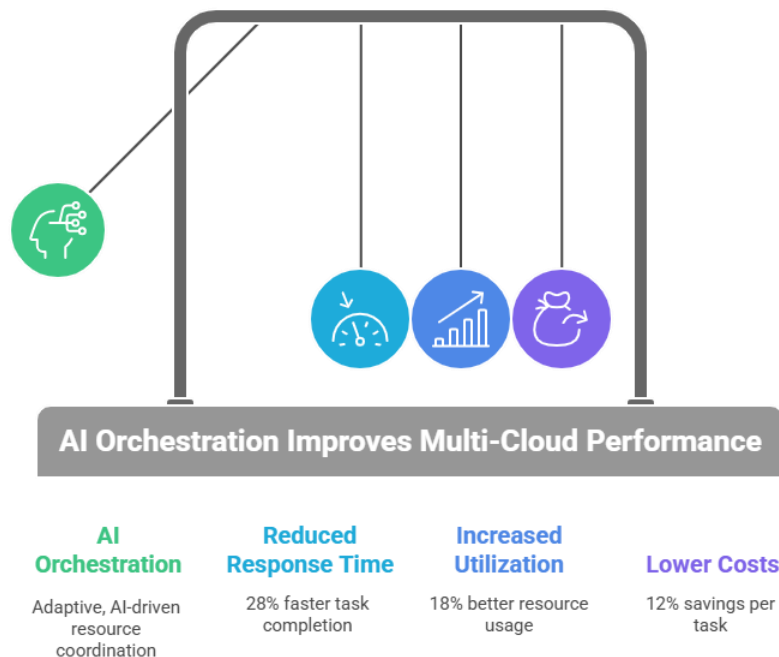 AI Orchestration Improves Multi-Cloud Performance
AI
Orchestration
Adaptive, AI-driven
resource
coordination
Reduced
Response Time
28% faster task
completion
Increased
Utilization
18% better resource
usage
Lower Costs
12% savings per
task